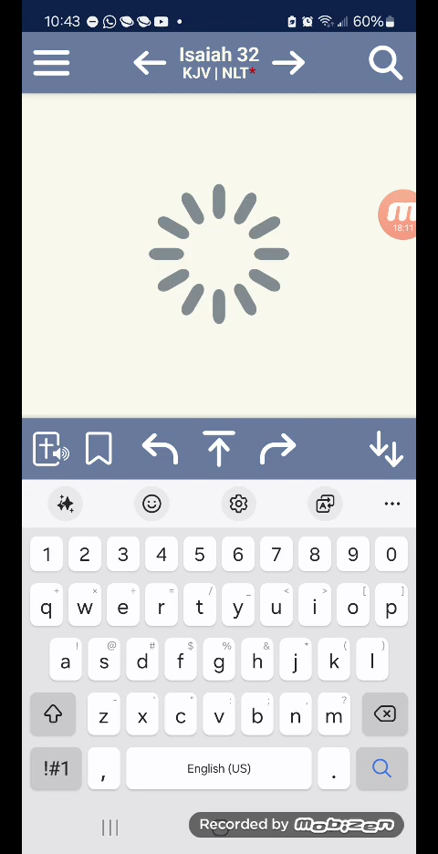 10:43 60%
Isaiah 32
KJV | NLT*
18:11
1 2 3 4 5 6 7 8 9 0
+ × ÷ = / _ < > [ ]
q w e r t y u i o p
! @ # $ % & * ( )
a s d f g h j k l
- ' " : ; , ?
z x c v b n m
!#1 , English (US) .
Recorded by mobizen